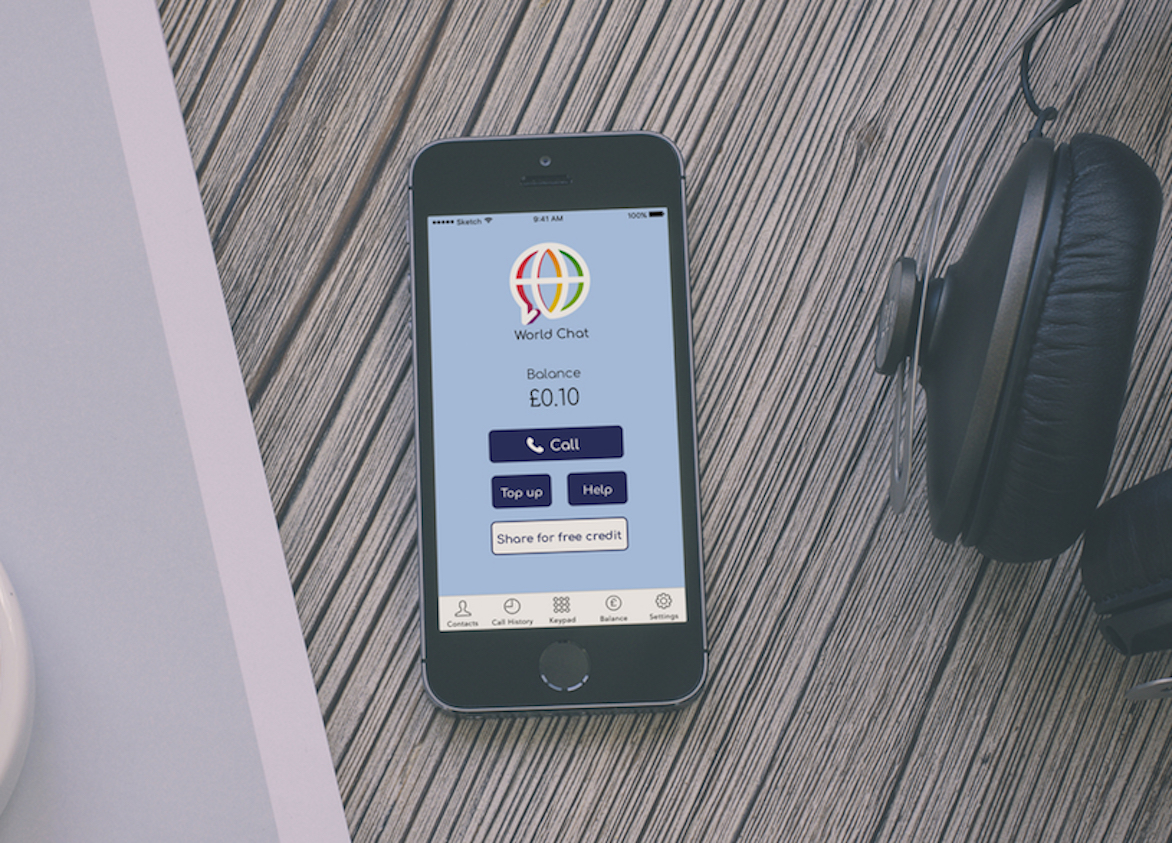 Sketch 9:41 AM 100%
World Chat
Balance
£0.10
Call
Top up Help
Share for free credit
£
Contacts Call History Keypad Balance Settings